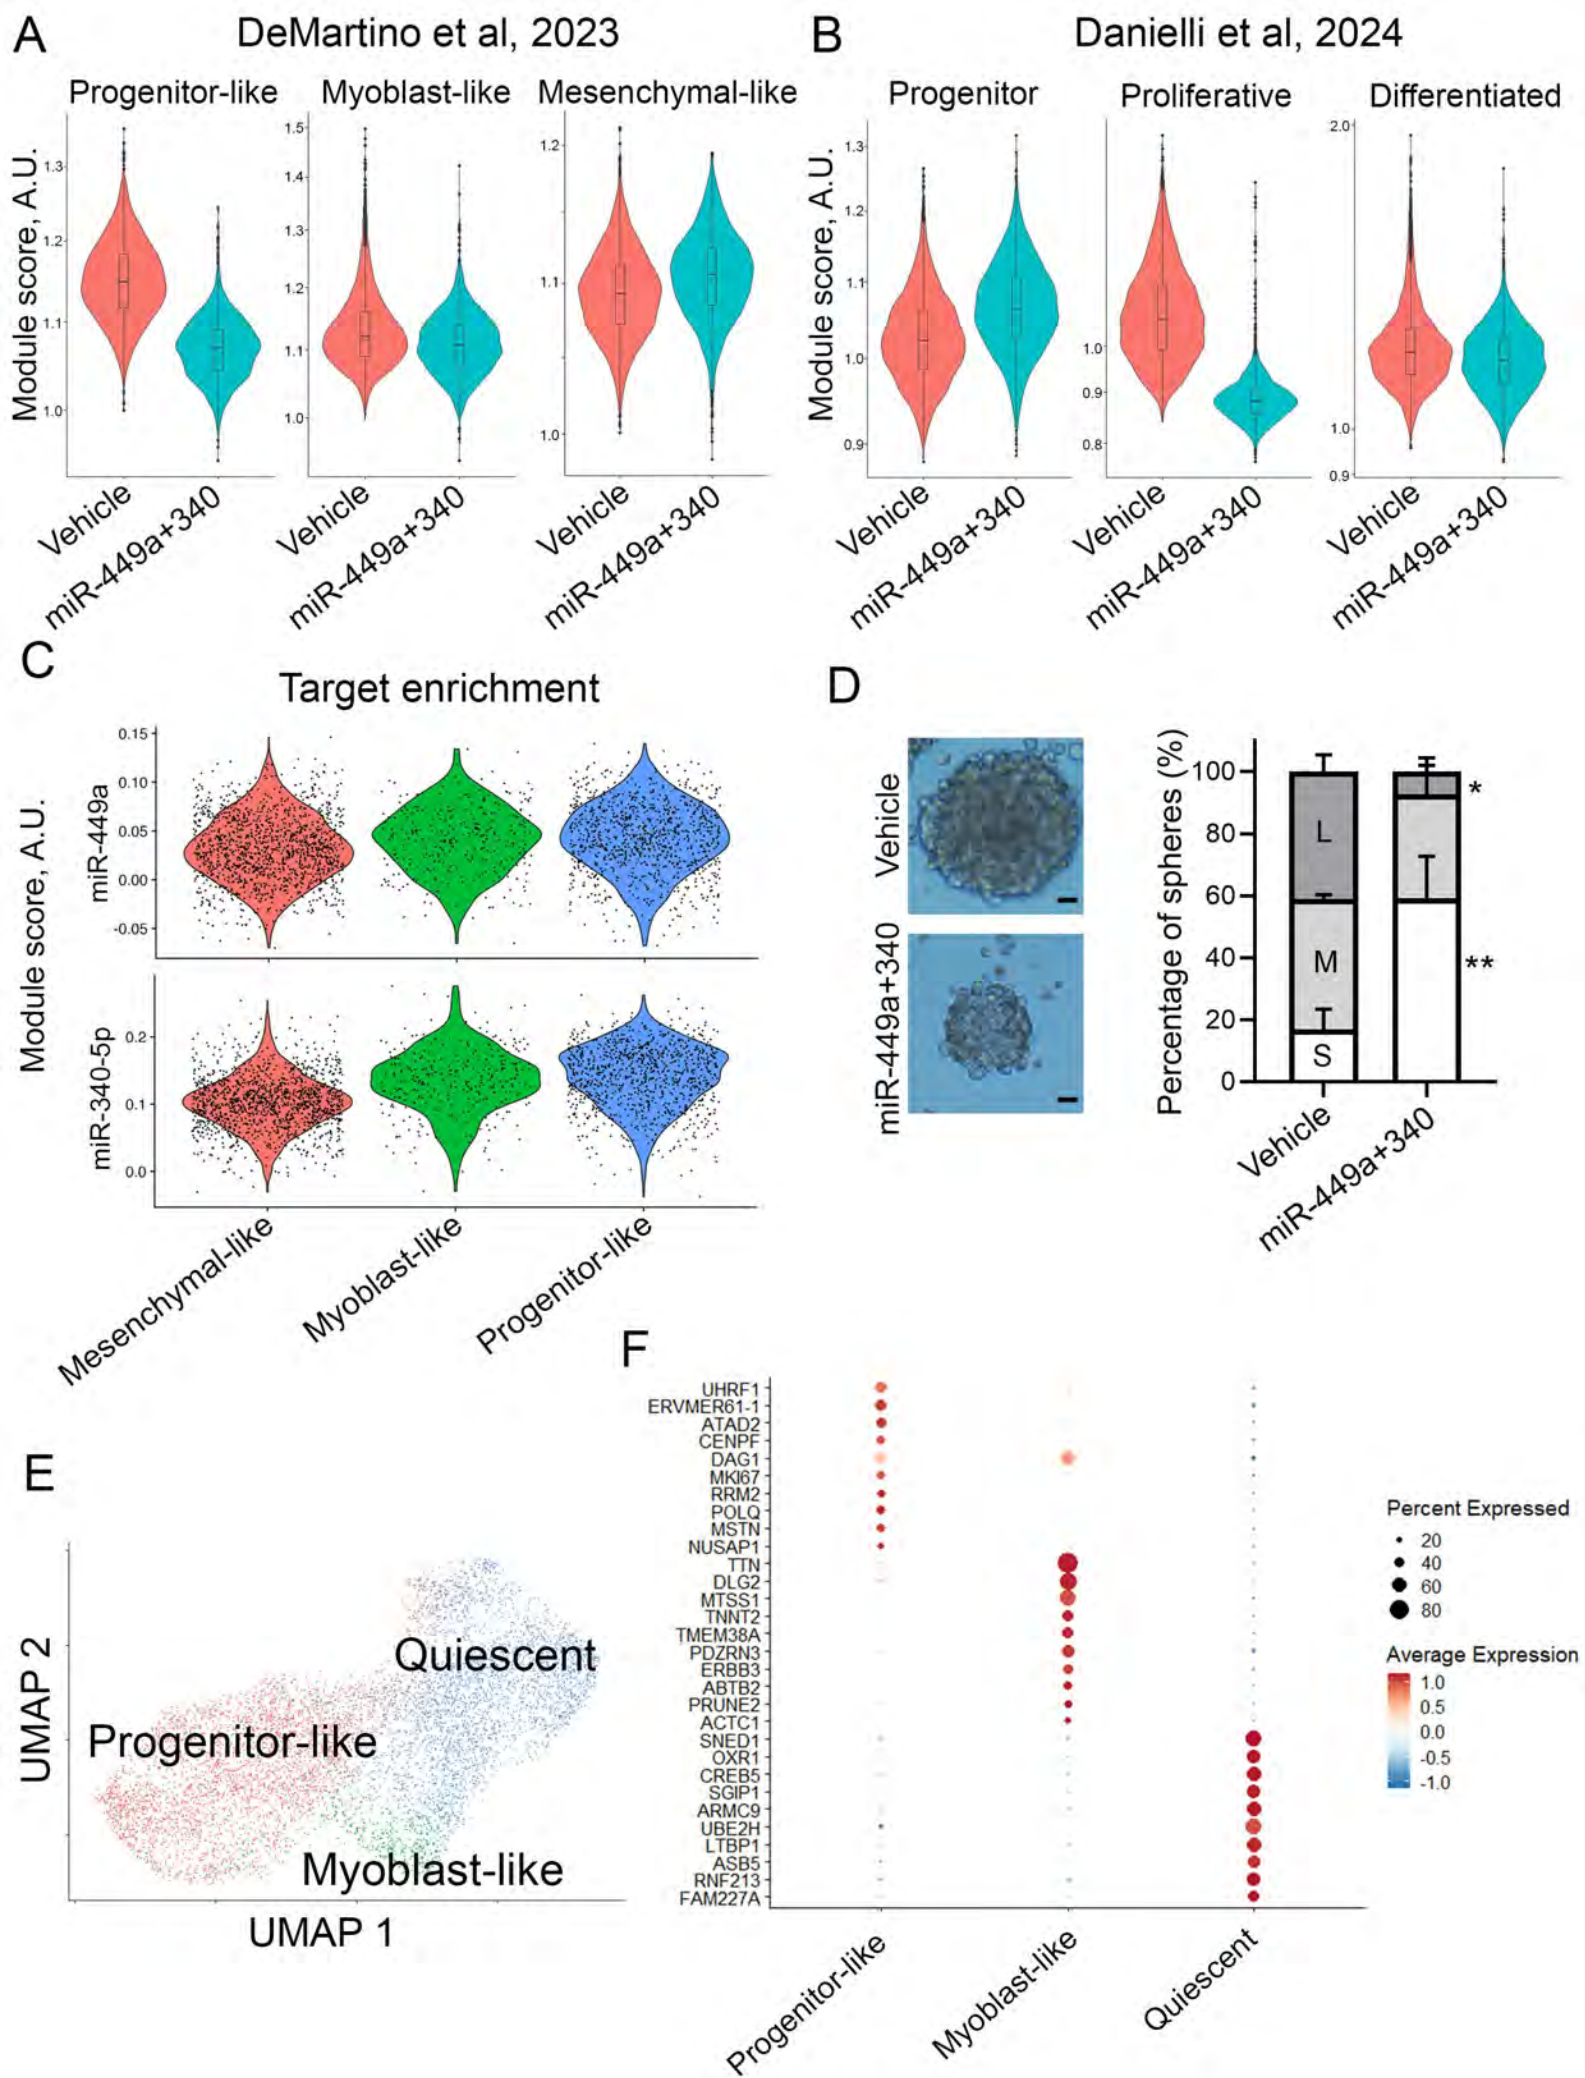 A
DeMartino et al, 2023
Progenitor-like
Myoblast-like
Mesenchymal-like
Module score, A.U.
1.3
1.2
1.1
1.0
1.5
1.4
1.3
1.2
1.1
1.0
1.2
1.1
1.0
Vehicle
miR-449a+340
Vehicle
miR-449a+340
Vehicle
miR-449a+340
B
Danielli et al, 2024
Progenitor
Proliferative
Differentiated
Module score, A.U.
1.3
1.2
1.1
1.0
0.9
1.0
0.9
0.8
2.0
1.0
0.9
Vehicle
miR-449a+340
Vehicle
miR-449a+340
Vehicle
miR-449a+340
C
Target enrichment
Module score, A.U.
miR-449a
0.15
0.10
0.05
0.00
-0.05
miR-340-5p
0.2
0.1
0.0
Mesenchymal-like
Myoblast-like
Progenitor-like
D
Vehicle
miR-449a+340
Percentage of spheres (%)
100
80
60
40
20
0
L
M
S
*
**
Vehicle
miR-449a+340
E
UMAP 2
Quiescent
Progenitor-like
Myoblast-like
UMAP 1
F
UHRF1
ERVMER61-1
ATAD2
CENPF
DAG1
MKI67
RRM2
POLQ
MSTN
NUSAP1
TTN
DLG2
MTSS1
TNNT2
TMEM38A
PDZRN3
ERBB3
ABTB2
PRUNE2
ACTC1
SNED1
OXR1
CREB5
SGIP1
ARMC9
UBE2H
LTBP1
ASB5
RNF213
FAM227A
Progenitor-like
Myoblast-like
Quiescent
Percent Expressed
20
40
60
80
Average Expression
1.0
0.5
0.0
-0.5
-1.0